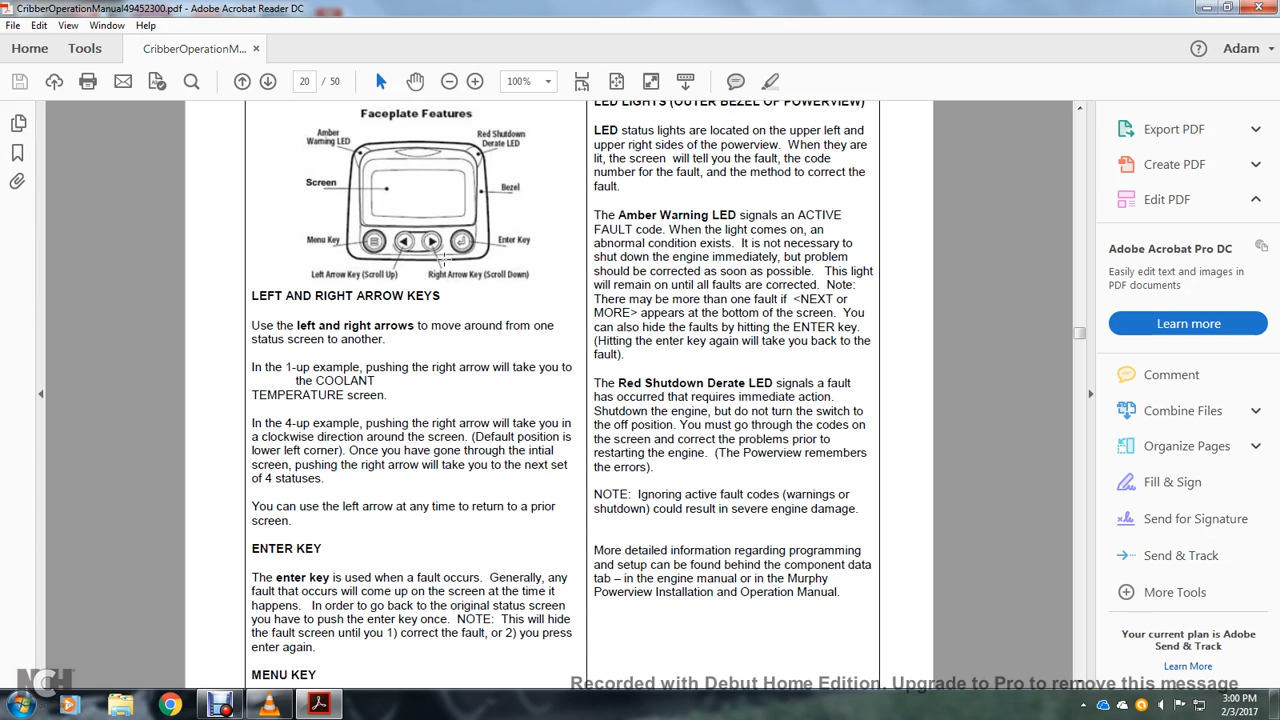 CribberOperationManual49452300.pdf - Adobe Acrobat Reader DC
File Edit View Window Help
Home Tools CribberOperationM... × Adam
20 / 50 100%
Faceplate Features
Amber
Warning LED
Red Shutdown
Derate LED
Screen
Bezel
Menu Key
Enter Key
Left Arrow Key (Scroll Up) Right Arrow Key (Scroll Down)
LEFT AND RIGHT ARROW KEYS
Use the left and right arrows to move around from one
status screen to another.
In the 1-up example, pushing the right arrow will take you to
the COOLANT
TEMPERATURE screen.
In the 4-up example, pushing the right arrow will take you in
a clockwise direction around the screen. (Default position is
lower left corner). Once you have gone through the intial
screen, pushing the right arrow will take you to the next set
of 4 statuses.
You can use the left arrow at any time to return to a prior
screen.
ENTER KEY
The enter key is used when a fault occurs. Generally, any
fault that occurs will come up on the screen at the time it
happens. In order to go back to the original status screen
you have to push the enter key once. NOTE: This will hide
the fault screen until you 1) correct the fault, or 2) you press
enter again.
MENU KEY
LED LIGHTS (OUTER BEZEL OF POWERVIEW)
LED status lights are located on the upper left and
upper right sides of the powerview. When they are
lit, the screen will tell you the fault, the code
number for the fault, and the method to correct the
fault.
The Amber Warning LED signals an ACTIVE
FAULT code. When the light comes on, an
abnormal condition exists. It is not necessary to
shut down the engine immediately, but problem
should be corrected as soon as possible. This light
will remain on until all faults are corrected. Note:
There may be more than one fault if <NEXT or
MORE> appears at the bottom of the screen. You
can also hide the faults by hitting the ENTER key.
(Hitting the enter key again will take you back to the
fault).
The Red Shutdown Derate LED signals a fault
has occurred that requires immediate action.
Shutdown the engine, but do not turn the switch to
the off position. You must go through the codes on
the screen and correct the problems prior to
restarting the engine. (The Powerview remembers
the errors).
NOTE: Ignoring active fault codes (warnings or
shutdown) could result in severe engine damage.
More detailed information regarding programming
and setup can be found behind the component data
tab – in the engine manual or in the Murphy
Powerview Installation and Operation Manual.
Export PDF
Create PDF
Edit PDF
Adobe Acrobat Pro DC
Easily edit text and images in
PDF documents
Learn more
Comment
Combine Files
Organize Pages
Fill & Sign
Send for Signature
Send & Track
More Tools
Your current plan is Adobe
Send & Track
Learn More
NCH
Recorded with Debut Home Edition. Upgrade to Pro to remove this message
3:00 PM
2/3/2017